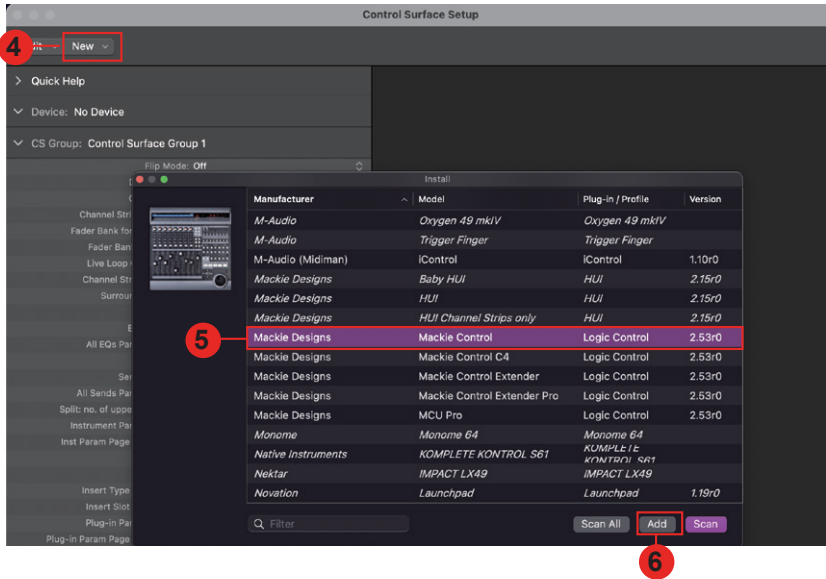 Control Surface Setup
4
New
Quick Help
Device: No Device
CS Group: Control Surface Group 1
Flip Mode: Off
Install
Manufacturer Model Plug-in / Profile Version
M-Audio Oxygen 49 mkIV Oxygen 49 mkIV
M-Audio Trigger Finger Trigger Finger
M-Audio (Midiman) iControl iControl 1.10r0
Mackie Designs Baby HUI HUI 2.15r0
Mackie Designs HUI HUI 2.15r0
Mackie Designs HUI Channel Strips only HUI 2.15r0
5 Mackie Designs Mackie Control Logic Control 2.53r0
Mackie Designs Mackie Control C4 Logic Control 2.53r0
Mackie Designs Mackie Control Extender Logic Control 2.53r0
Mackie Designs Mackie Control Extender Pro Logic Control 2.53r0
Mackie Designs MCU Pro Logic Control 2.53r0
Monome Monome 64 Monome 64
Native Instruments KOMPLETE KONTROL S61 KOMPLETE KONTROL S61
Nektar IMPACT LX49 IMPACT LX49
Novation Launchpad Launchpad 1.19r0
Filter Scan All Add Scan
6
Channel Stri
Fader Bank for
Fader Ban
Live Loop
Channel Str
Surrou
All EQs Par
Se
All Sends Pa
Split: no. of uppe
Instrument Par
Inst Param Page
Insert Type
Insert Slot
Plug-in Pa
Plug-in Param Page